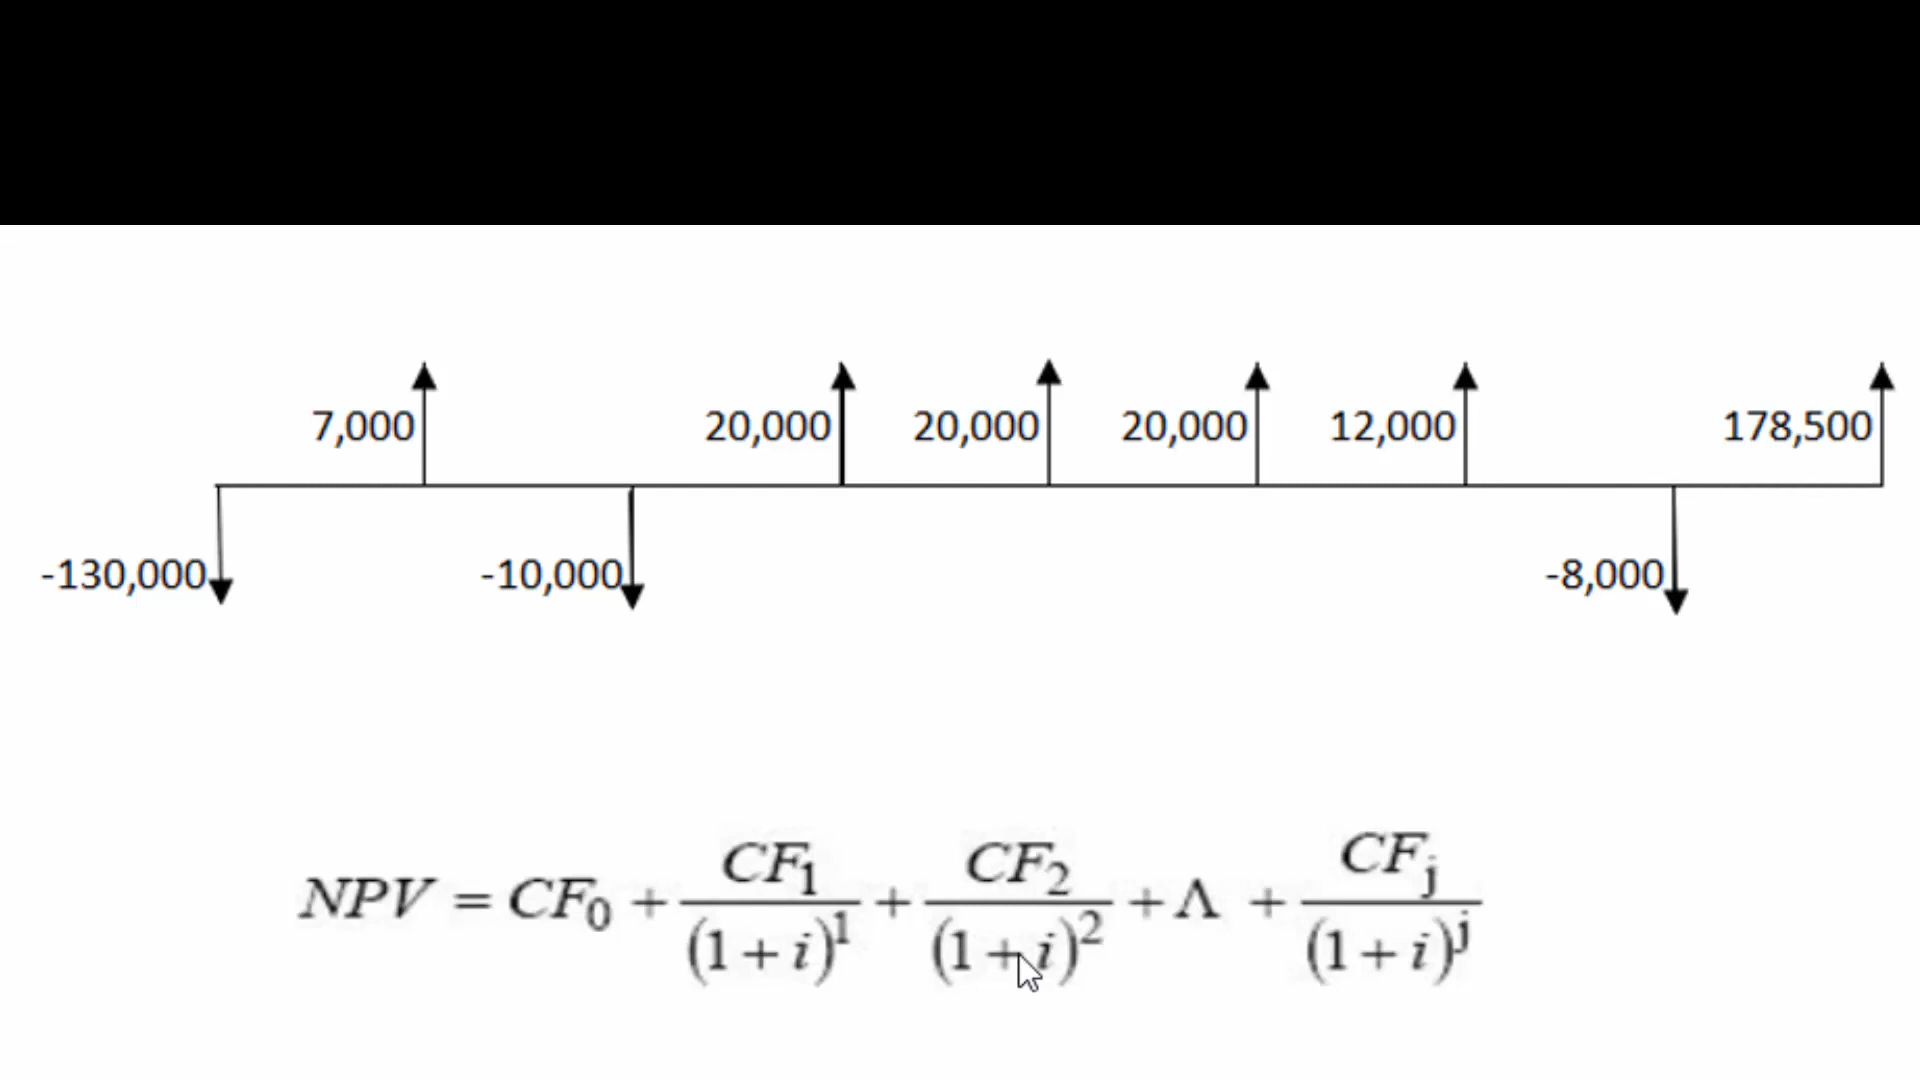 7,000 20,000 20,000 20,000 12,000 178,500
-130,000 -10,000 -8,000
NPV = CF₀ + CF₁/(1 + i)¹ + CF₂/(1 + i)² + Λ + CFⱼ/(1 + i)ʲ